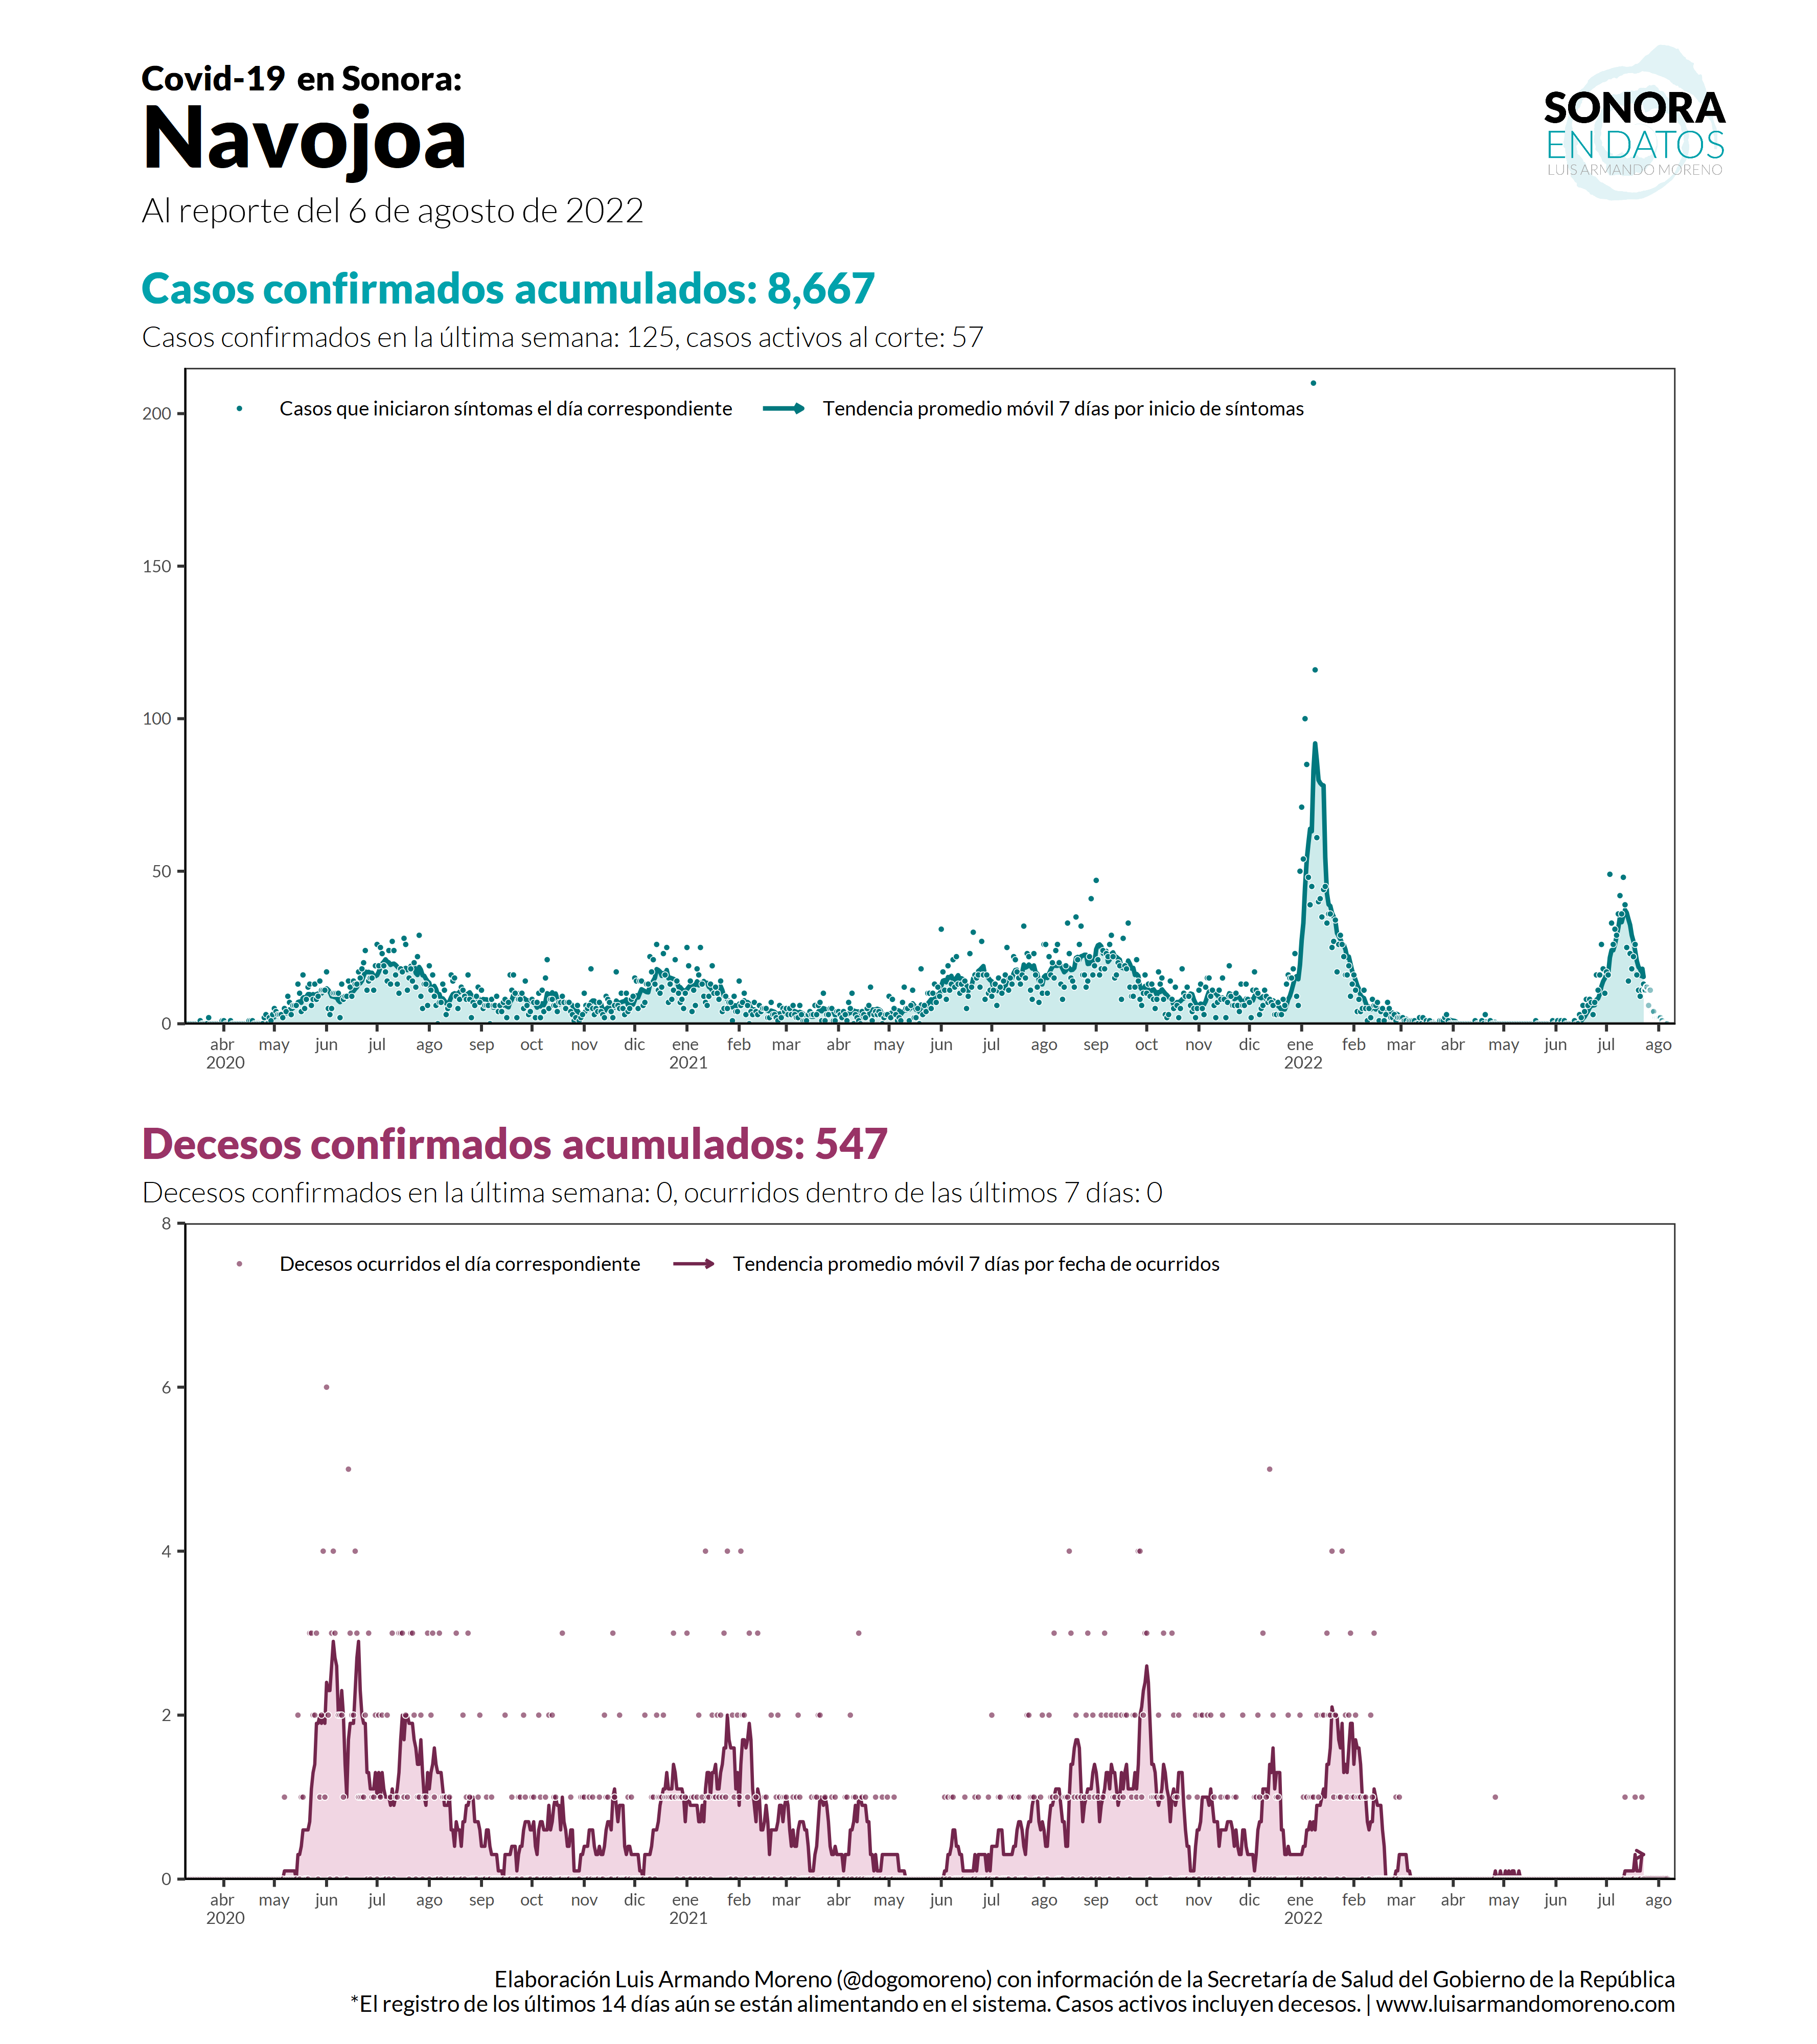 Covid-19 en Sonora:
Navojoa
Al reporte del 6 de agosto de 2022
SONORA
EN DATOS
LUIS ARMANDO MORENO
Casos confirmados acumulados: 8,667
Casos confirmados en la última semana: 125, casos activos al corte: 57
Casos que iniciaron síntomas el día correspondiente
Tendencia promedio móvil 7 días por inicio de síntomas
200
150
100
50
0
abr may jun jul ago sep oct nov dic ene feb mar abr may jun jul ago sep oct nov dic ene feb mar abr may jun jul ago
2020 2021 2022
Decesos confirmados acumulados: 547
Decesos confirmados en la última semana: 0, ocurridos dentro de las últimos 7 días: 0
Decesos ocurridos el día correspondiente
Tendencia promedio móvil 7 días por fecha de ocurridos
8
6
4
2
0
abr may jun jul ago sep oct nov dic ene feb mar abr may jun jul ago sep oct nov dic ene feb mar abr may jun jul ago
2020 2021 2022
Elaboración Luis Armando Moreno (@dogomoreno) con información de la Secretaría de Salud del Gobierno de la República
*El registro de los últimos 14 días aún se están alimentando en el sistema. Casos activos incluyen decesos. | www.luisarmandomoreno.com